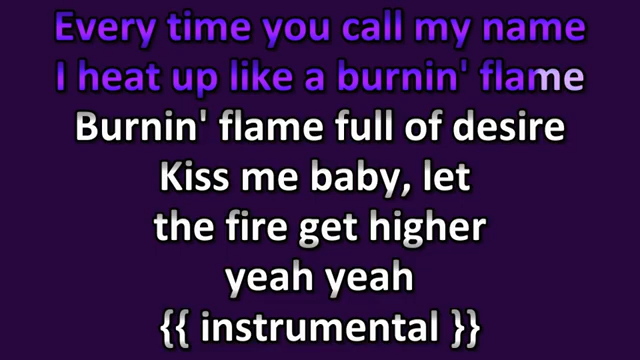 Every time you call my name
I heat up like a burnin' flame
Burnin' flame full of desire
Kiss me baby, let
the fire get higher
yeah yeah
{{ instrumental }}